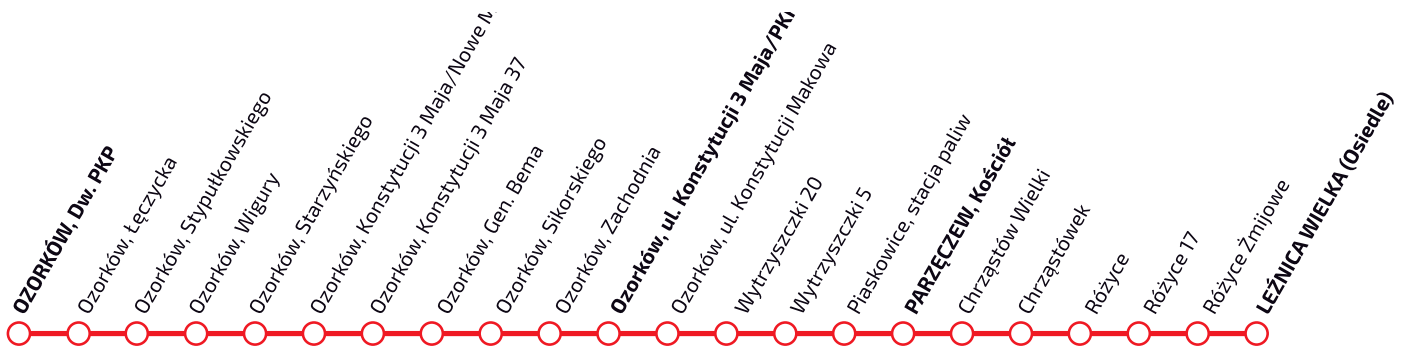 OZORKÓW, Dw. PKP
Ozorków, Łęczycka
Ozorków, Stypułkowskiego
Ozorków, Wigury
Ozorków, Starzyńskiego
Ozorków, Konstytucji 3 Maja/Nowe
Ozorków, Konstytucji 3 Maja 37
Ozorków, Gen. Bema
Ozorków, Sikorskiego
Ozorków, Zachodnia
Ozorków, ul. Konstytucji 3 Maja/PKP
Ozorków, ul. Konstytucji Makowa
Wytrzyszczki 20
Wytrzyszczki 5
Piaskowice, stacja paliw
PARZĘCZEW, Kościół
Chrząstów Wielki
Chrząstówek
Różyce
Różyce 17
Różyce Żmijowe
LEŹNICA WIELKA (Osiedle)